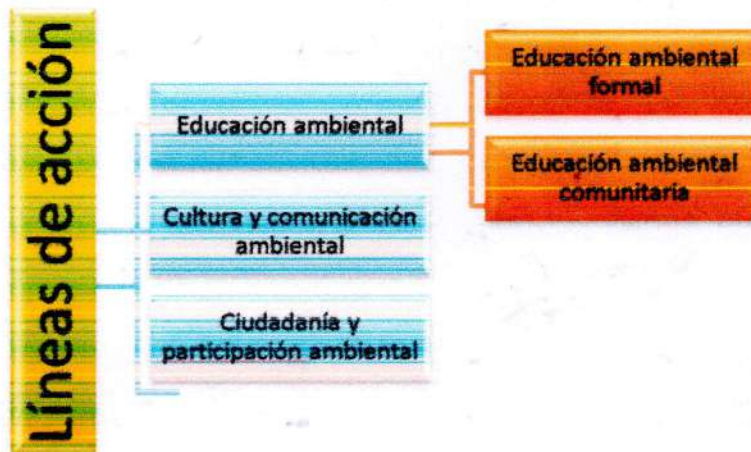 Líneas de acción
Educación ambiental
Cultura y comunicación
ambiental
Ciudadanía y
participación ambiental
Educación ambiental
formal
Educación ambiental
comunitaria